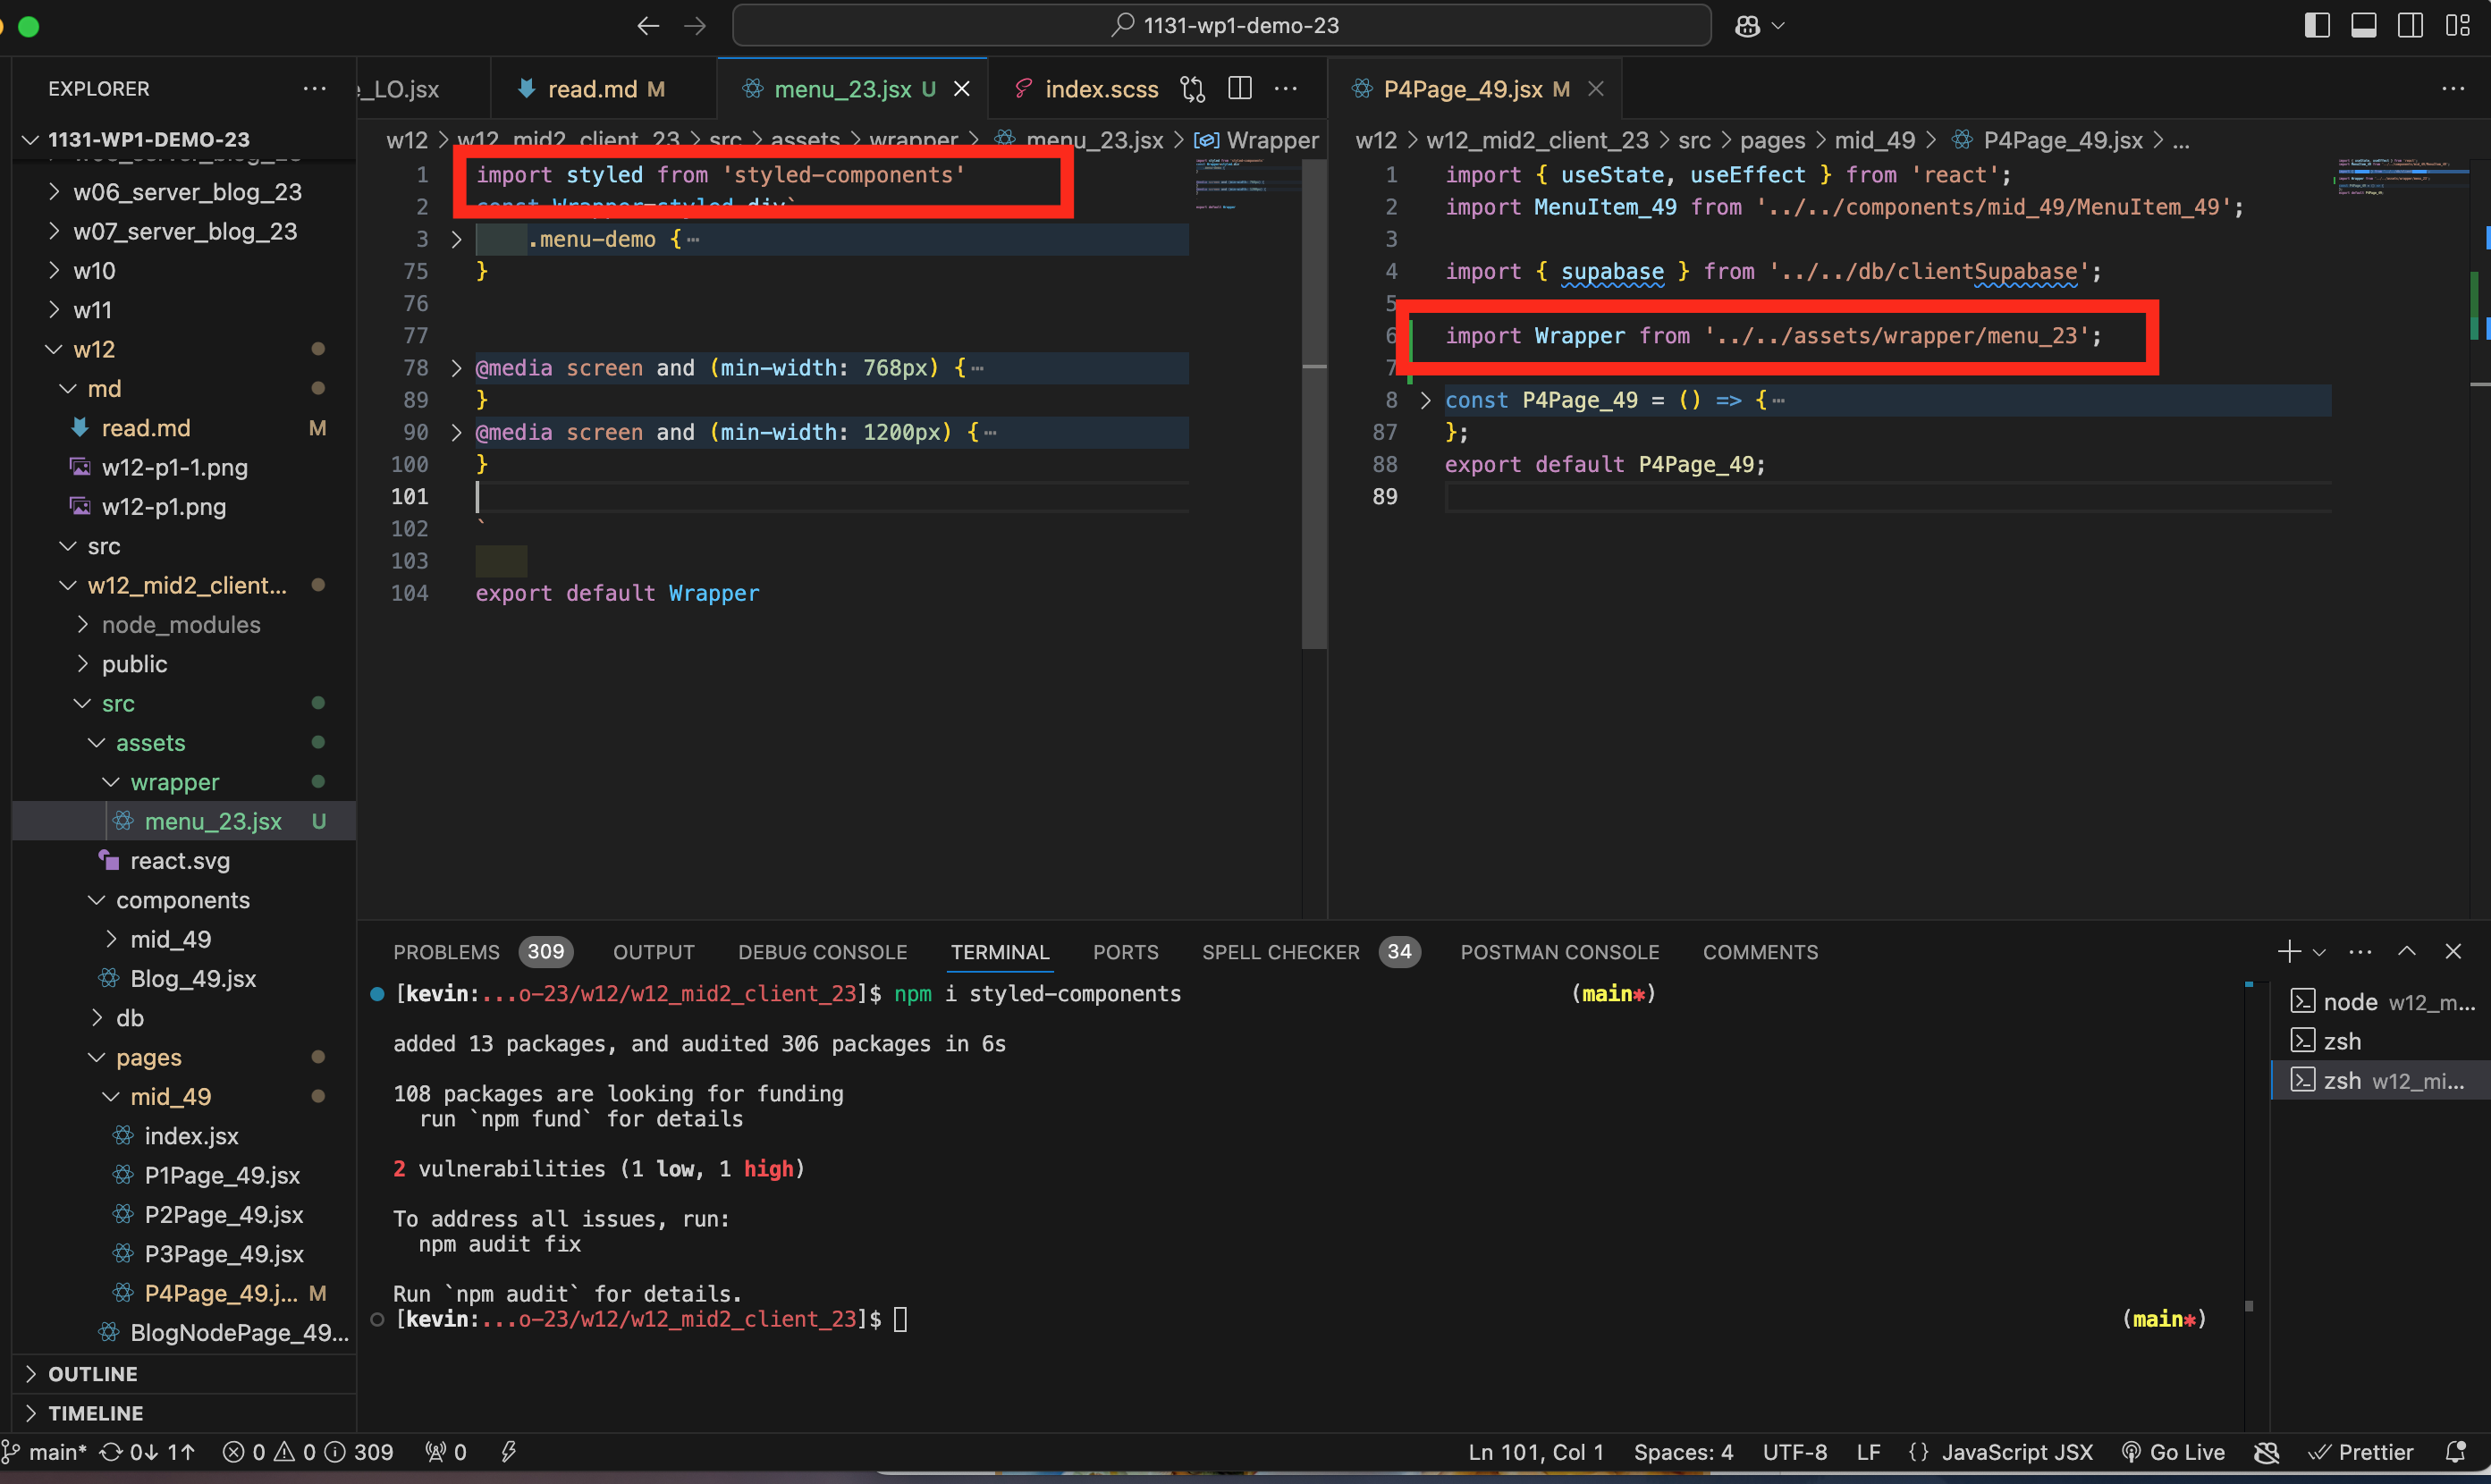 1131-wp1-demo-23
EXPLORER
1131-WP1-DEMO-23
w06_server_blog_23
w07_server_blog_23
w10
w11
w12
md
read.md M
w12-p1-1.png
w12-p1.png
src
w12_mid2_client...
node_modules
public
src
assets
wrapper
menu_23.jsx U
react.svg
components
mid_49
Blog_49.jsx
db
pages
mid_49
index.jsx
P1Page_49.jsx
P2Page_49.jsx
P3Page_49.jsx
P4Page_49.j... M
BlogNodePage_49...
OUTLINE
TIMELINE
_LO.jsx
read.md M
menu_23.jsx U
index.scss
w12 > w12_mid2_client_23 > src > assets > wrapper > menu_23.jsx > Wrapper
1 import styled from 'styled-components'
2 const Wrapper=styled.div`
3 .menu-demo {
75 }
76
77
78 @media screen and (min-width: 768px) {
89 }
90 @media screen and (min-width: 1200px) {
100 }
101
102 `
103
104 export default Wrapper
P4Page_49.jsx M
w12 > w12_mid2_client_23 > src > pages > mid_49 > P4Page_49.jsx > ...
1 import { useState, useEffect } from 'react';
2 import MenuItem_49 from '../../components/mid_49/MenuItem_49';
3
4 import { supabase } from '../../db/clientSupabase';
5
6 import Wrapper from '../../assets/wrapper/menu_23';
7
8 const P4Page_49 = () => {
87 };
88 export default P4Page_49;
89
PROBLEMS 309 OUTPUT DEBUG CONSOLE TERMINAL PORTS SPELL CHECKER 34 POSTMAN CONSOLE COMMENTS
[kevin:...o-23/w12/w12_mid2_client_23]$ npm i styled-components (main*)
added 13 packages, and audited 306 packages in 6s
108 packages are looking for funding
run `npm fund` for details
2 vulnerabilities (1 low, 1 high)
To address all issues, run:
npm audit fix
Run `npm audit` for details.
[kevin:...o-23/w12/w12_mid2_client_23]$ (main*)
node w12_m...
zsh
zsh w12_mi...
main* 0↓ 1↑ 0 0 309 0
Ln 101, Col 1 Spaces: 4 UTF-8 LF {} JavaScript JSX Go Live Prettier